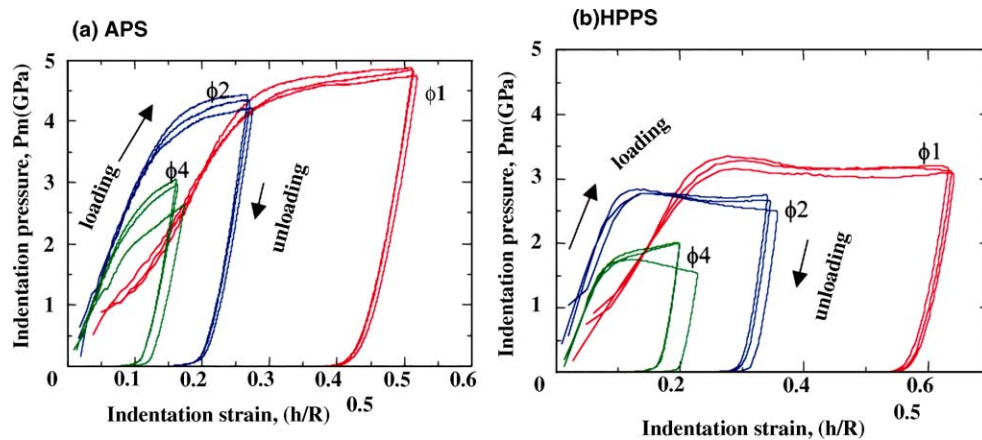 (a) APS
Indentation pressure, Pm(GPa)
5
4
3
2
1
0
0.1
0.2
0.3
0.4
0.5
0.6
0.5
Indentation strain, (h/R)
loading
unloading
ϕ2
ϕ1
ϕ4
(b)HPPS
Indentation pressure, Pm(GPa)
5
4
3
2
1
0
0.2
0.4
0.6
0.5
Indentation strain, (h/R)
loading
unloading
ϕ1
ϕ2
ϕ4